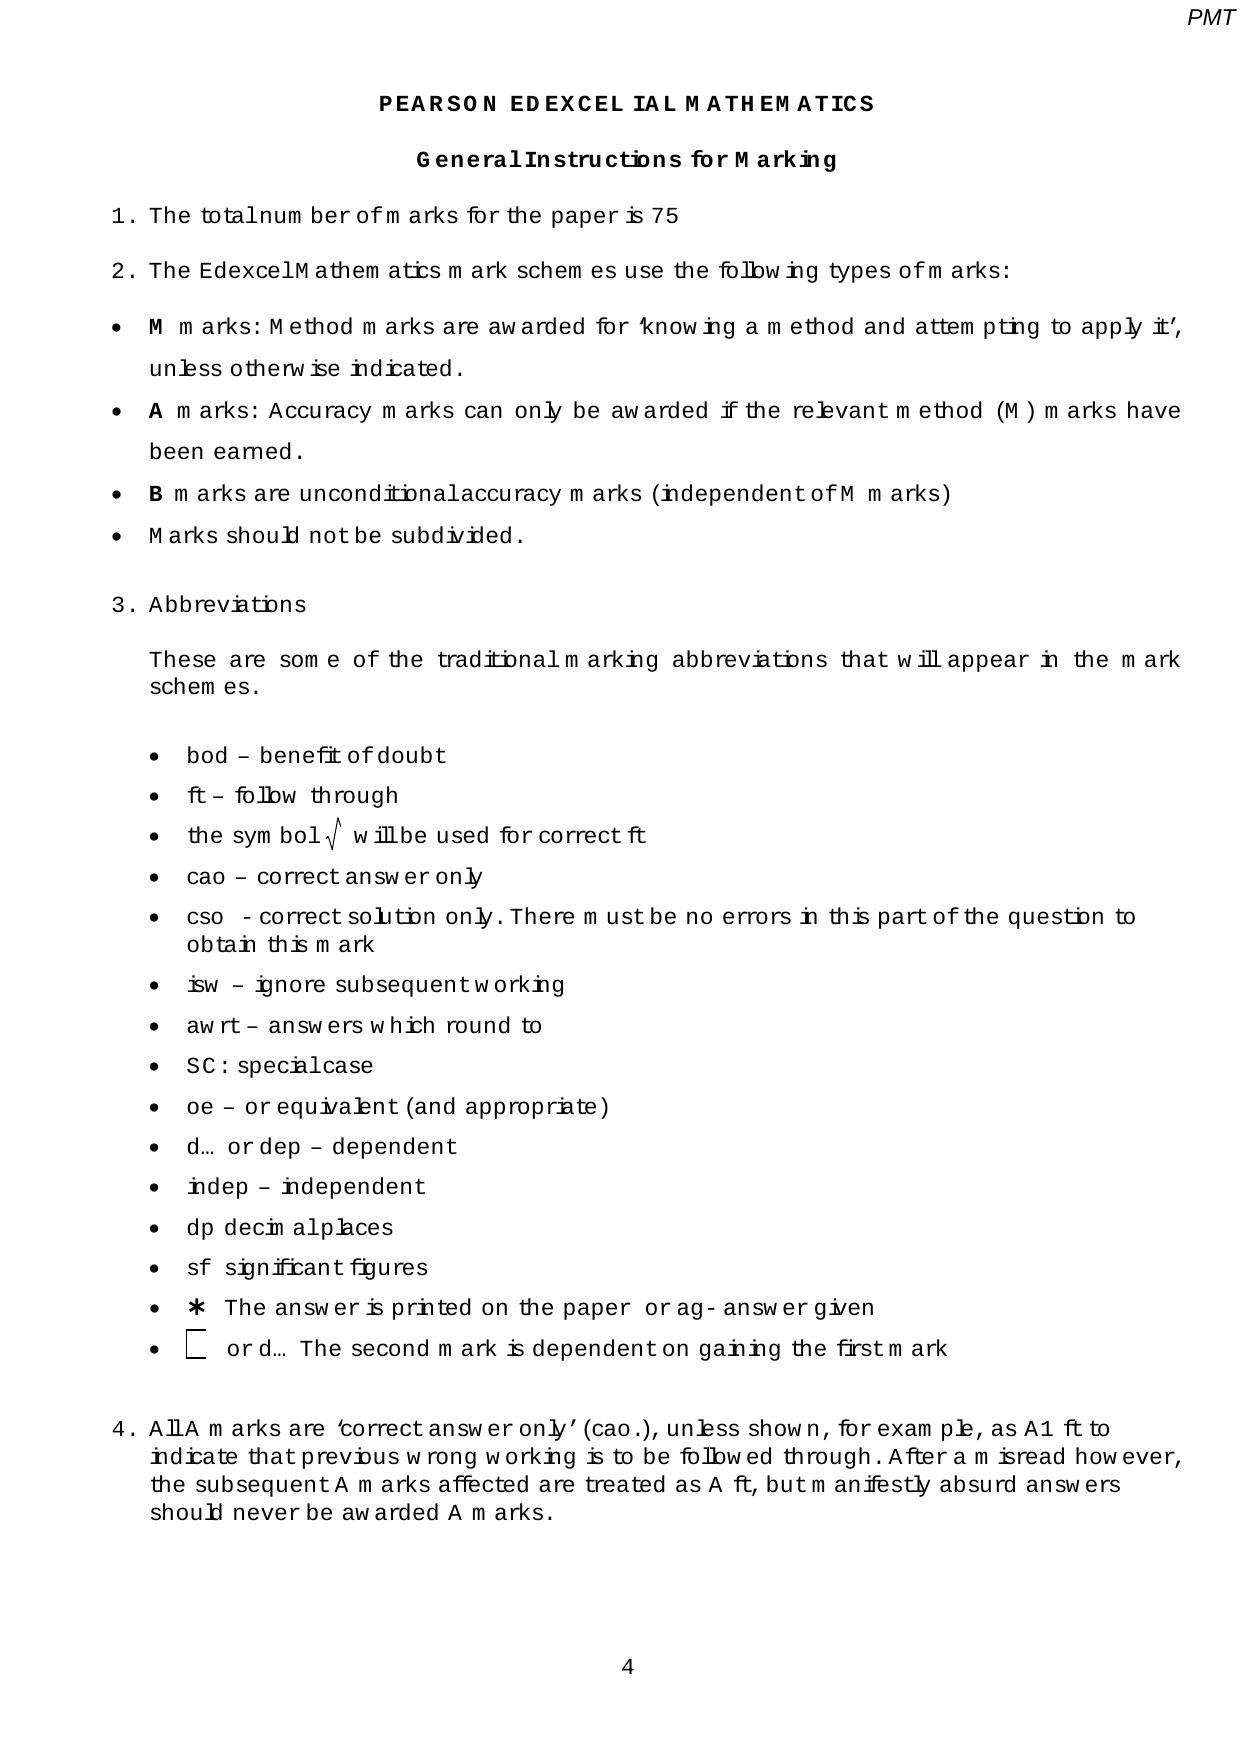 PMT
PEARSON EDEXCEL IAL MATHEMATICS
General Instructions for Marking
1. The total number of marks for the paper is 75
2. The Edexcel Mathematics mark schemes use the following types of marks:
• M marks: Method marks are awarded for ‘knowing a method and attempting to apply it’,
unless otherwise indicated.
• A marks: Accuracy marks can only be awarded if the relevant method (M) marks have
been earned.
• B marks are unconditional accuracy marks (independent of M marks)
• Marks should not be subdivided.
3. Abbreviations
These are some of the traditional marking abbreviations that will appear in the mark
schemes.
• bod – benefit of doubt
• ft – follow through
• the symbol √ will be used for correct ft
• cao – correct answer only
• cso - correct solution only. There must be no errors in this part of the question to
obtain this mark
• isw – ignore subsequent working
• awrt – answers which round to
• SC: special case
• oe – or equivalent (and appropriate)
• d… or dep – dependent
• indep – independent
• dp decimal places
• sf significant figures
• * The answer is printed on the paper or ag- answer given
• or d… The second mark is dependent on gaining the first mark
4. All A marks are ‘correct answer only’ (cao.), unless shown, for example, as A1 ft to
indicate that previous wrong working is to be followed through. After a misread however,
the subsequent A marks affected are treated as A ft, but manifestly absurd answers
should never be awarded A marks.
4